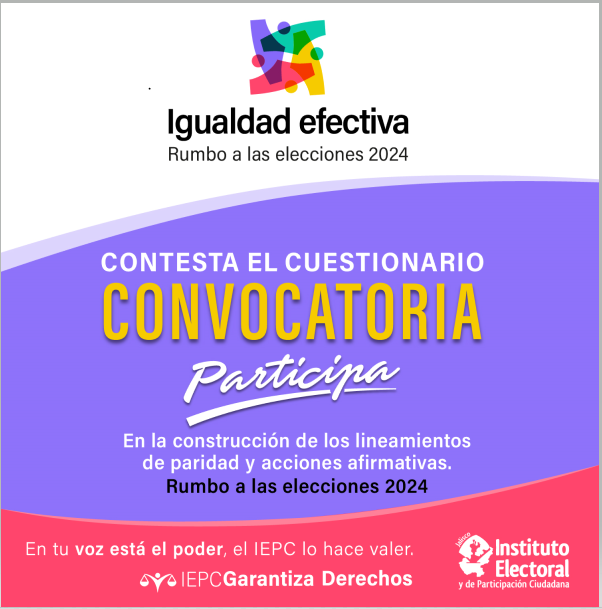 Igualdad efectiva
Rumbo a las elecciones 2024
CONTESTA EL CUESTIONARIO
CONVOCATORIA
Participa
En la construcción de los lineamientos
de paridad y acciones afirmativas.
Rumbo a las elecciones 2024
En tu voz está el poder, el IEPC lo hace valer.
IEPCGarantiza Derechos
Jalisco
Instituto
Electoral
y de Participación Ciudadana